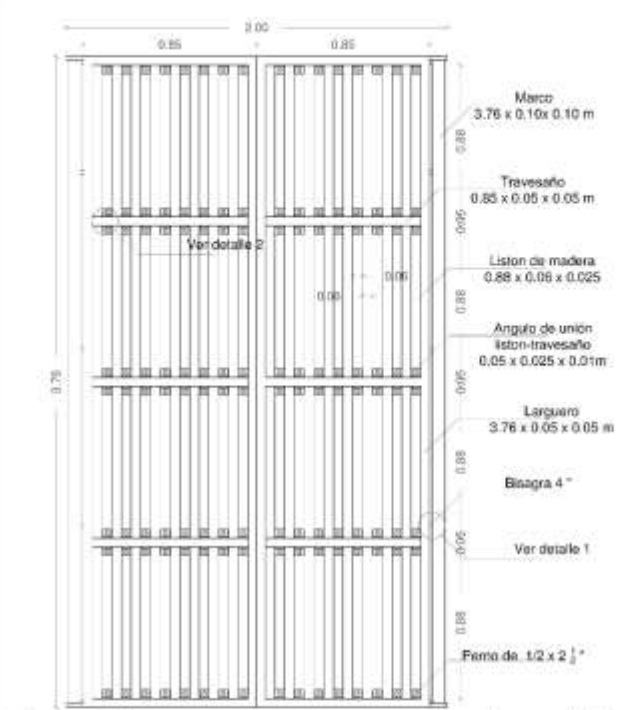 2.00
0.85
0.85
Marco
3.76 x 0.10x 0.10 m
0.88
Travesaño
0.85 x 0.05 x 0.05 m
0.05
Ver detalle 2
Liston de madera
0.88 x 0.06 x 0.025
0.06
0.06
0.88
Angulo de unión
liston-travesaño
0.05 x 0.025 x 0.01m
3.76
0.05
Larguero
3.76 x 0.05 x 0.05 m
0.88
Bisagra 4 "
0.05
Ver detalle 1
0.88
Perno de 1/2 x 2 1/2 "